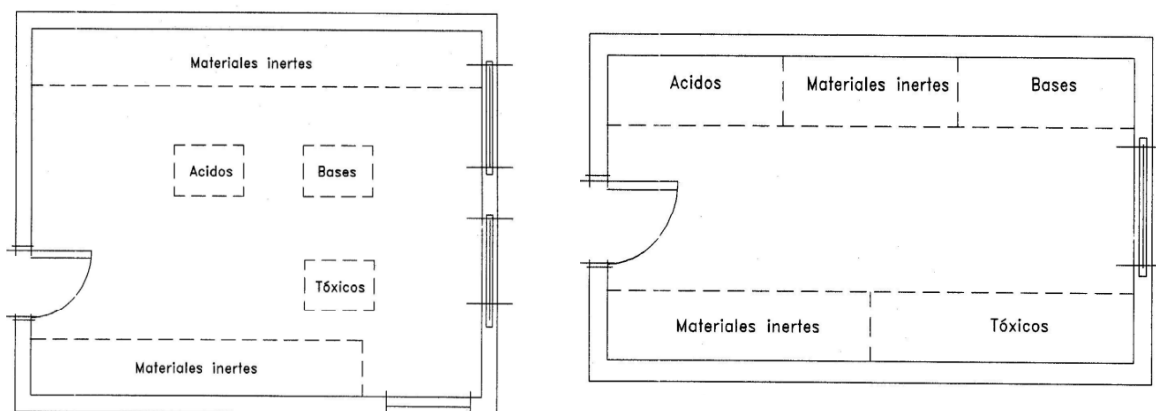 Materiales inertes
Acidos
Bases
Tóxicos
Materiales inertes
Acidos
Materiales inertes
Bases
Materiales inertes
Tóxicos